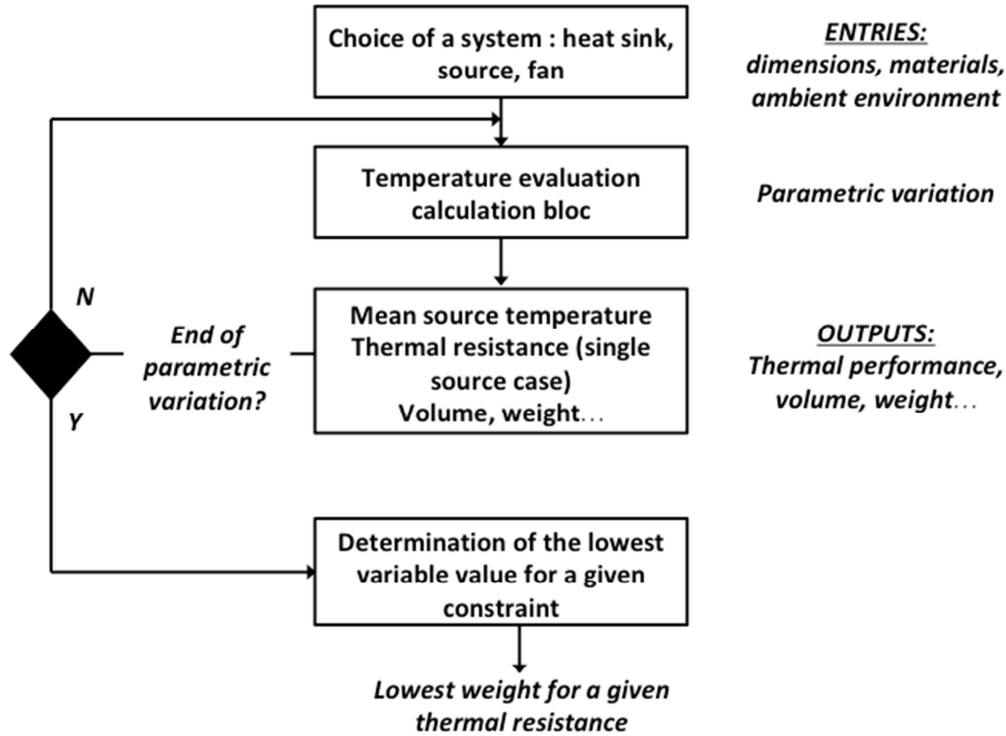 Choice of a system : heat sink,
source, fan
ENTRIES:
dimensions, materials,
ambient environment
Temperature evaluation
calculation bloc
Parametric variation
N
End of
parametric
variation?
Y
Mean source temperature
Thermal resistance (single
source case)
Volume, weight…
OUTPUTS:
Thermal performance,
volume, weight…
Determination of the lowest
variable value for a given
constraint
Lowest weight for a given
thermal resistance